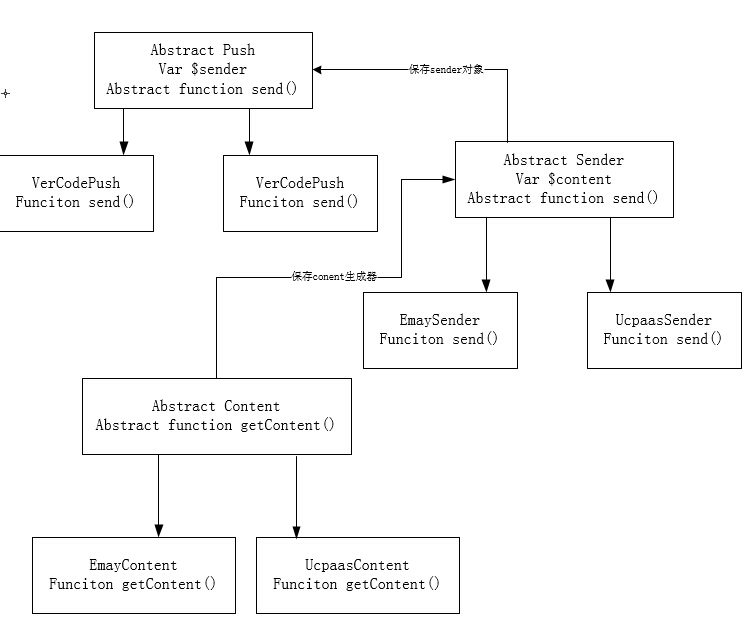 Abstract Push
Var $sender
Abstract function send()
保存sender对象
VerCodePush
Funciton send()
VerCodePush
Funciton send()
Abstract Sender
Var $content
Abstract function send()
保存conent生成器
EmaySender
Funciton send()
UcpaasSender
Funciton send()
Abstract Content
Abstract function getContent()
EmayContent
Funciton getContent()
UcpaasContent
Funciton getContent()